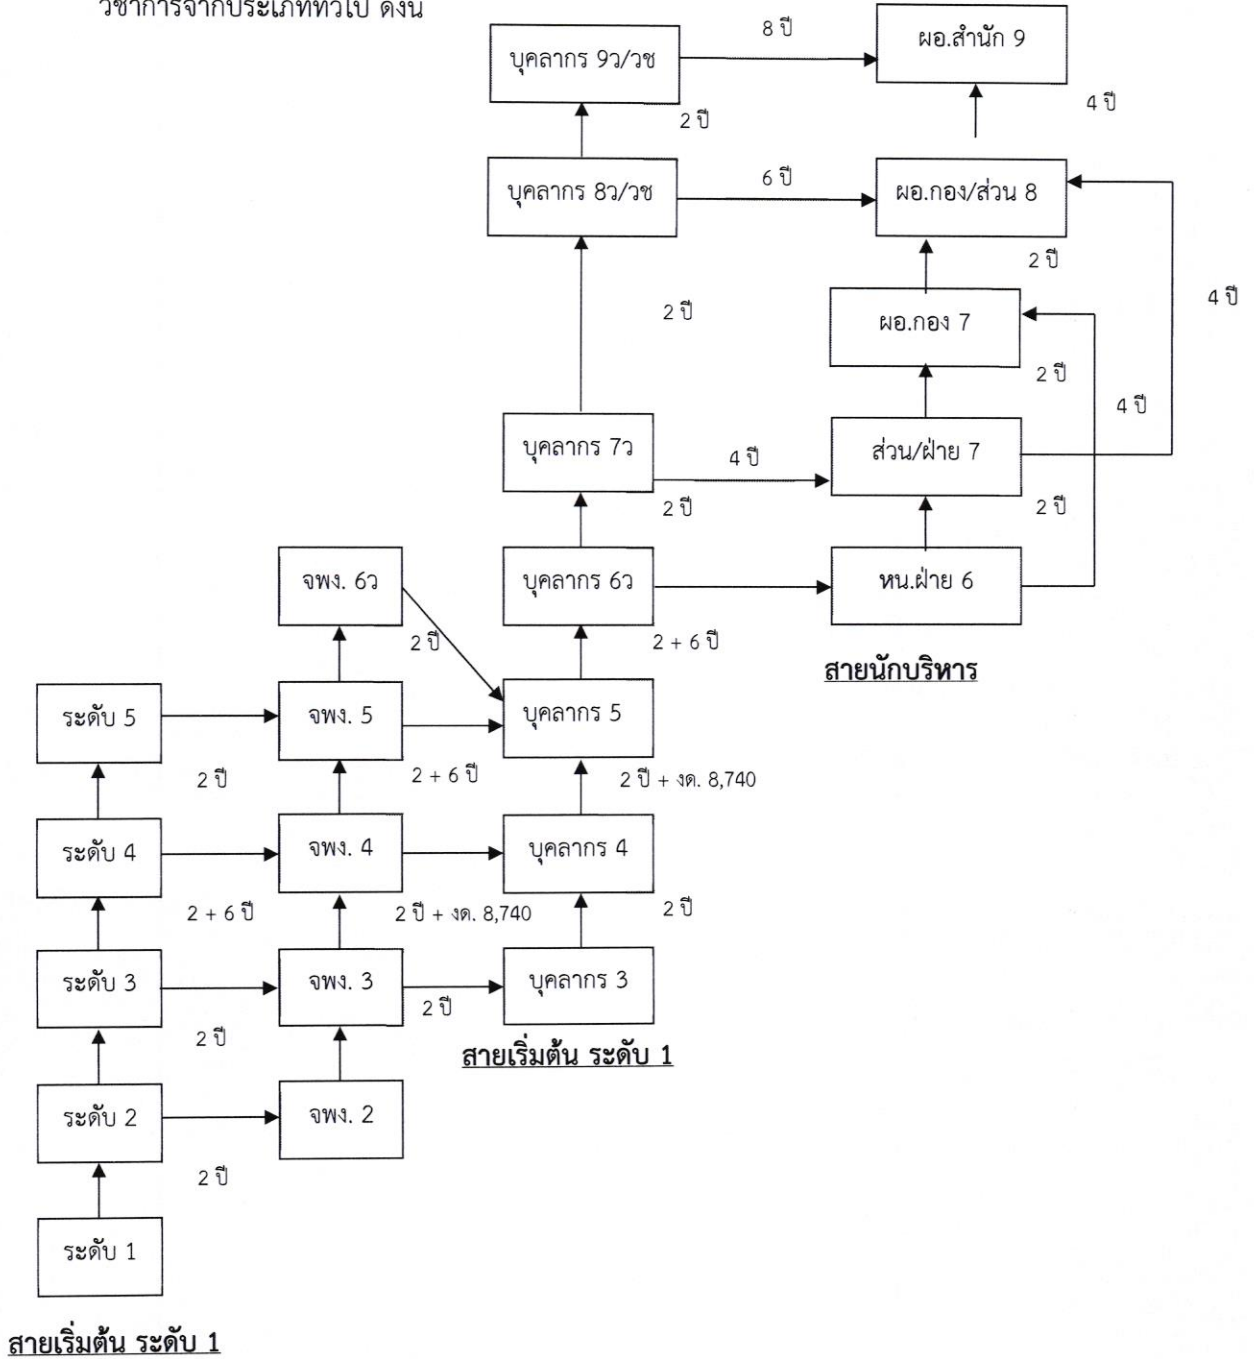 วิชาการจากประเภททั่วไป ดังนี้
8 ปี
ผอ.สำนัก 9
บุคลากร 9ว/วช
4 ปี
2 ปี
6 ปี
บุคลากร 8ว/วช
ผอ.กอง/ส่วน 8
2 ปี
4 ปี
2 ปี
ผอ.กอง 7
2 ปี
4 ปี
บุคลากร 7ว
4 ปี
ส่วน/ฝ่าย 7
2 ปี
2 ปี
จพง. 6ว
บุคลากร 6ว
หน.ฝ่าย 6
2 ปี
2 + 6 ปี
สายนักบริหาร
ระดับ 5
จพง. 5
บุคลากร 5
2 ปี
2 + 6 ปี
2 ปี + งด. 8,740
ระดับ 4
จพง. 4
บุคลากร 4
2 + 6 ปี
2 ปี + งด. 8,740
2 ปี
ระดับ 3
จพง. 3
บุคลากร 3
2 ปี
2 ปี
สายเริ่มต้น ระดับ 1
ระดับ 2
จพง. 2
2 ปี
ระดับ 1
สายเริ่มต้น ระดับ 1